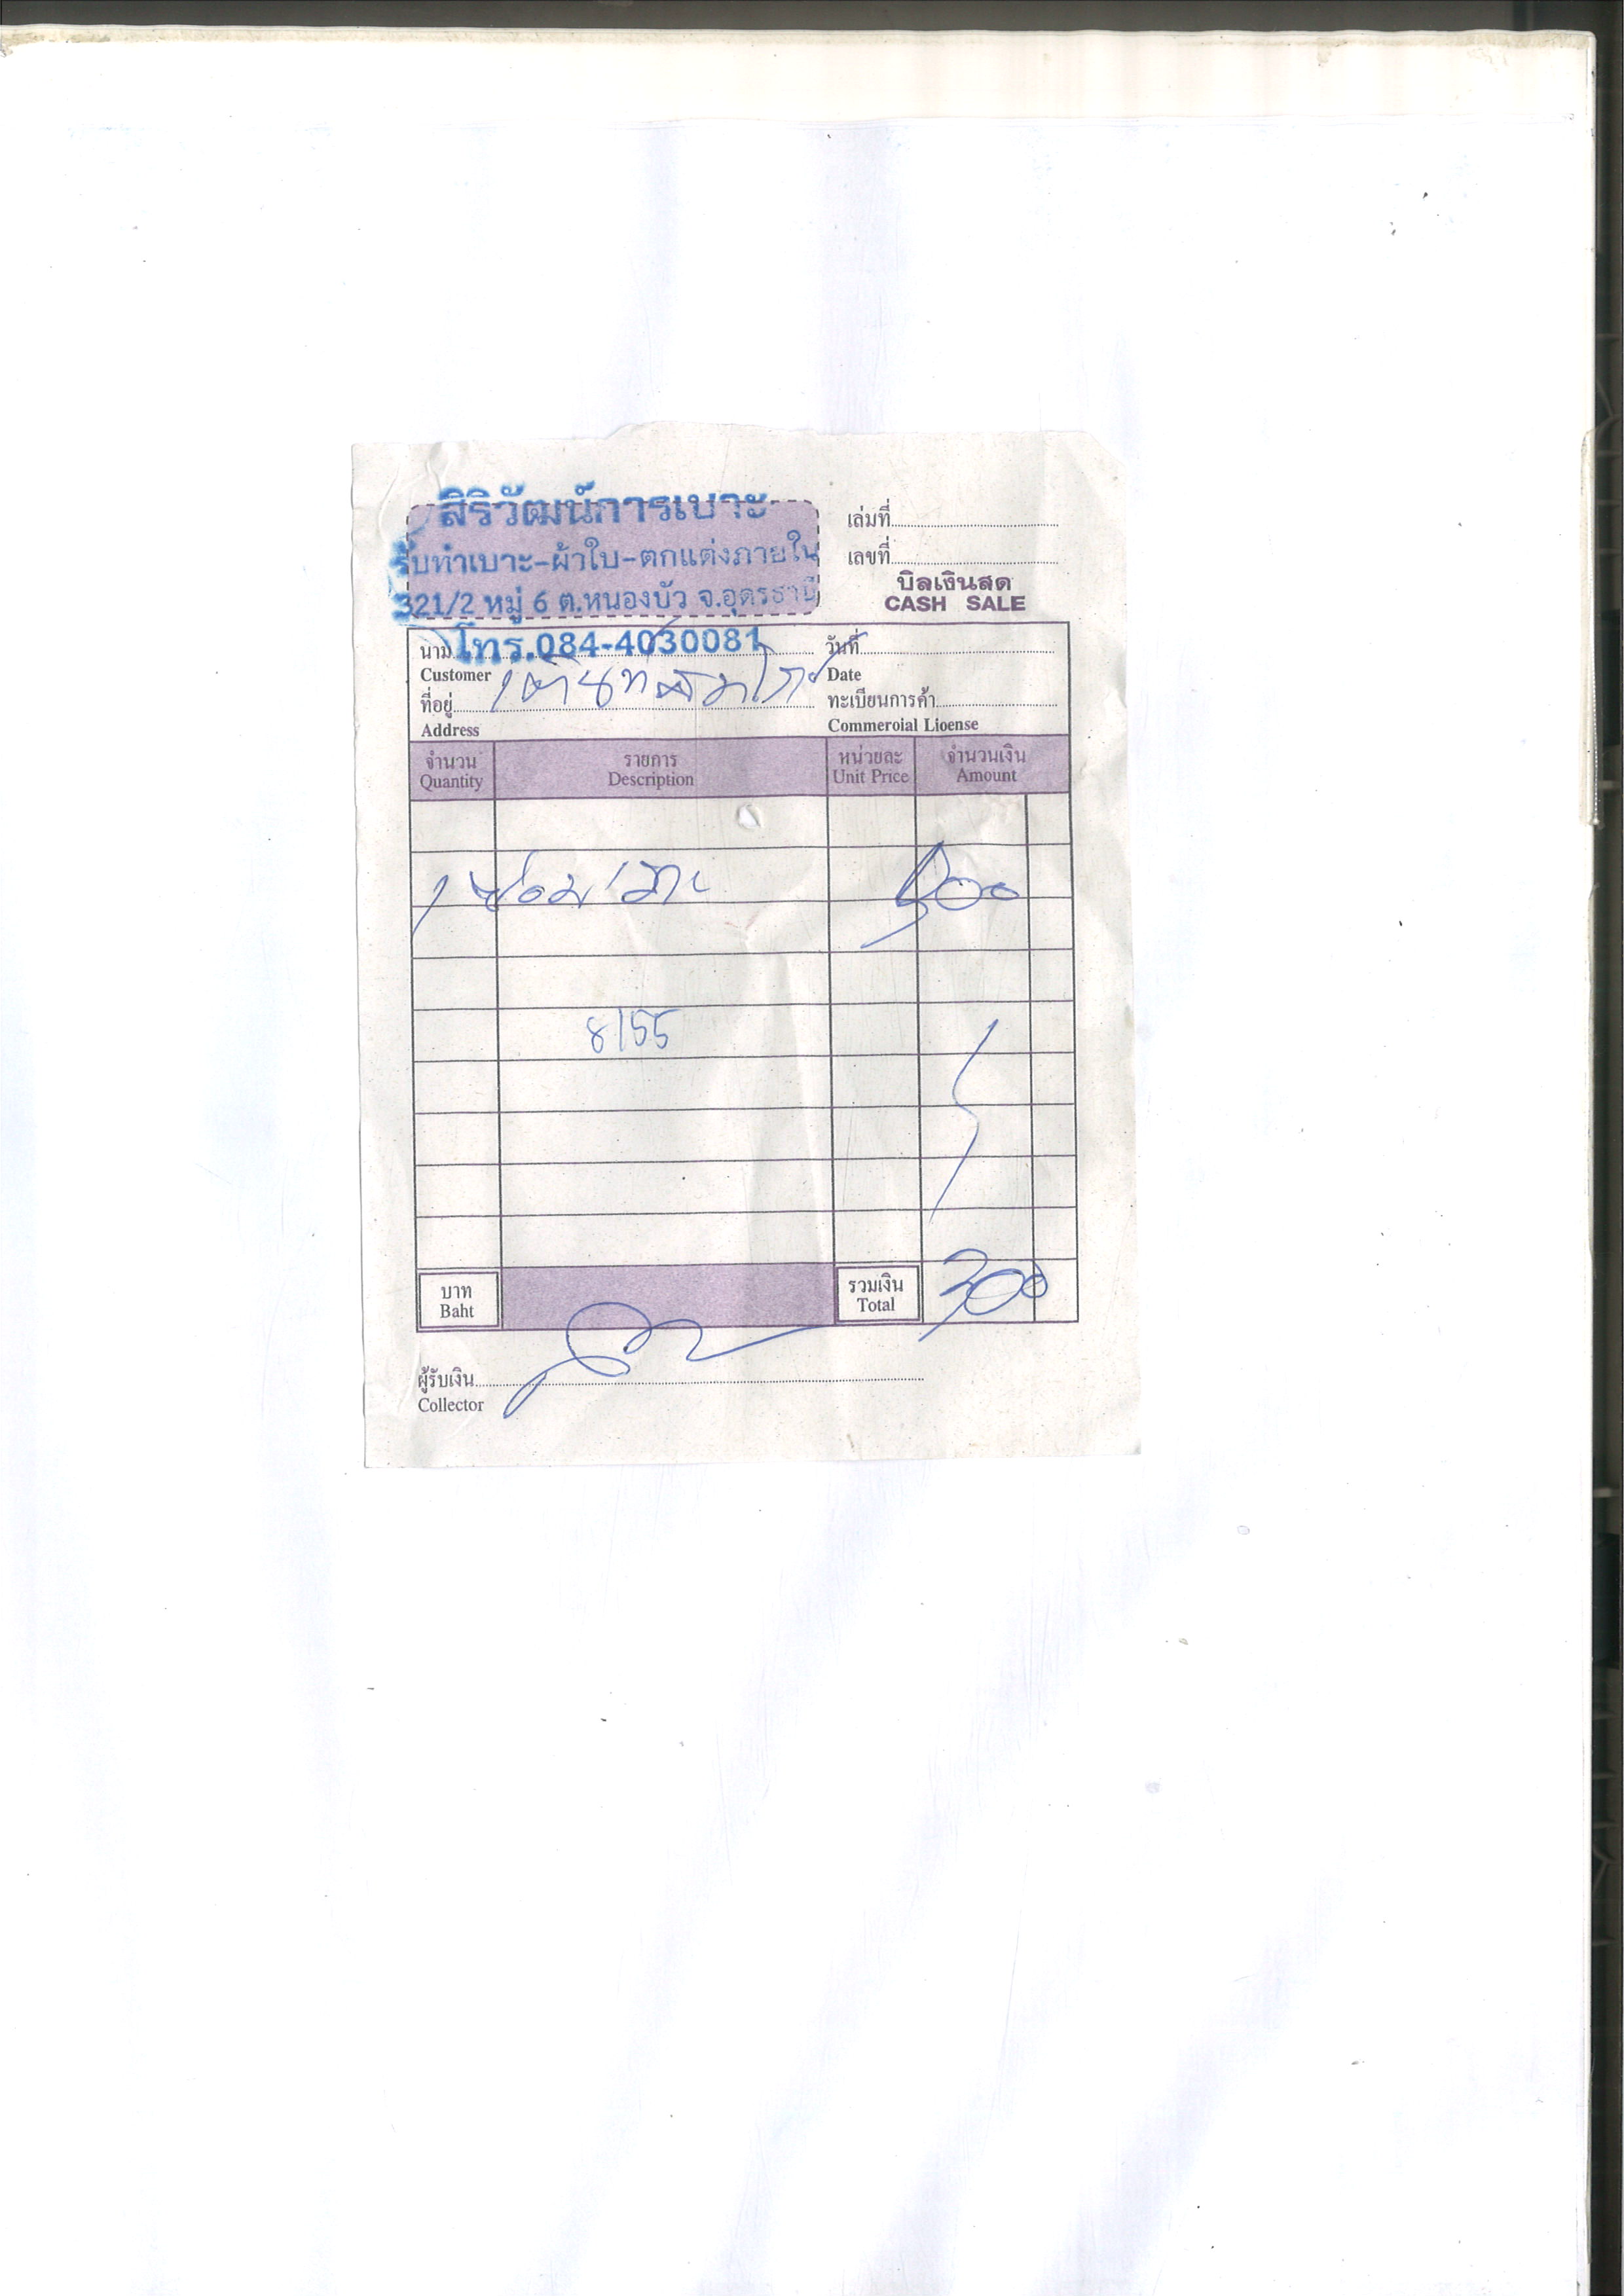 สิริวัฒน์การเบาะ
รับทำเบาะ-ผ้าใบ-ตกแต่งภายใน
321/2 หมู่ 6 ต.หนองบัว จ.อุดรธานี
โทร.084-4030081
เล่มที่
เลขที่
บิลเงินสด
CASH SALE
นาม วันที่
Customer Date
ที่อยู่ ทะเบียนการค้า
Address Commercial License
จำนวน รายการ หน่วยละ จำนวนเงิน
Quantity Description Unit Price Amount
1 ซ่อมเบาะ 300
8155
บาท รวมเงิน 300
Baht Total
ผู้รับเงิน
Collector